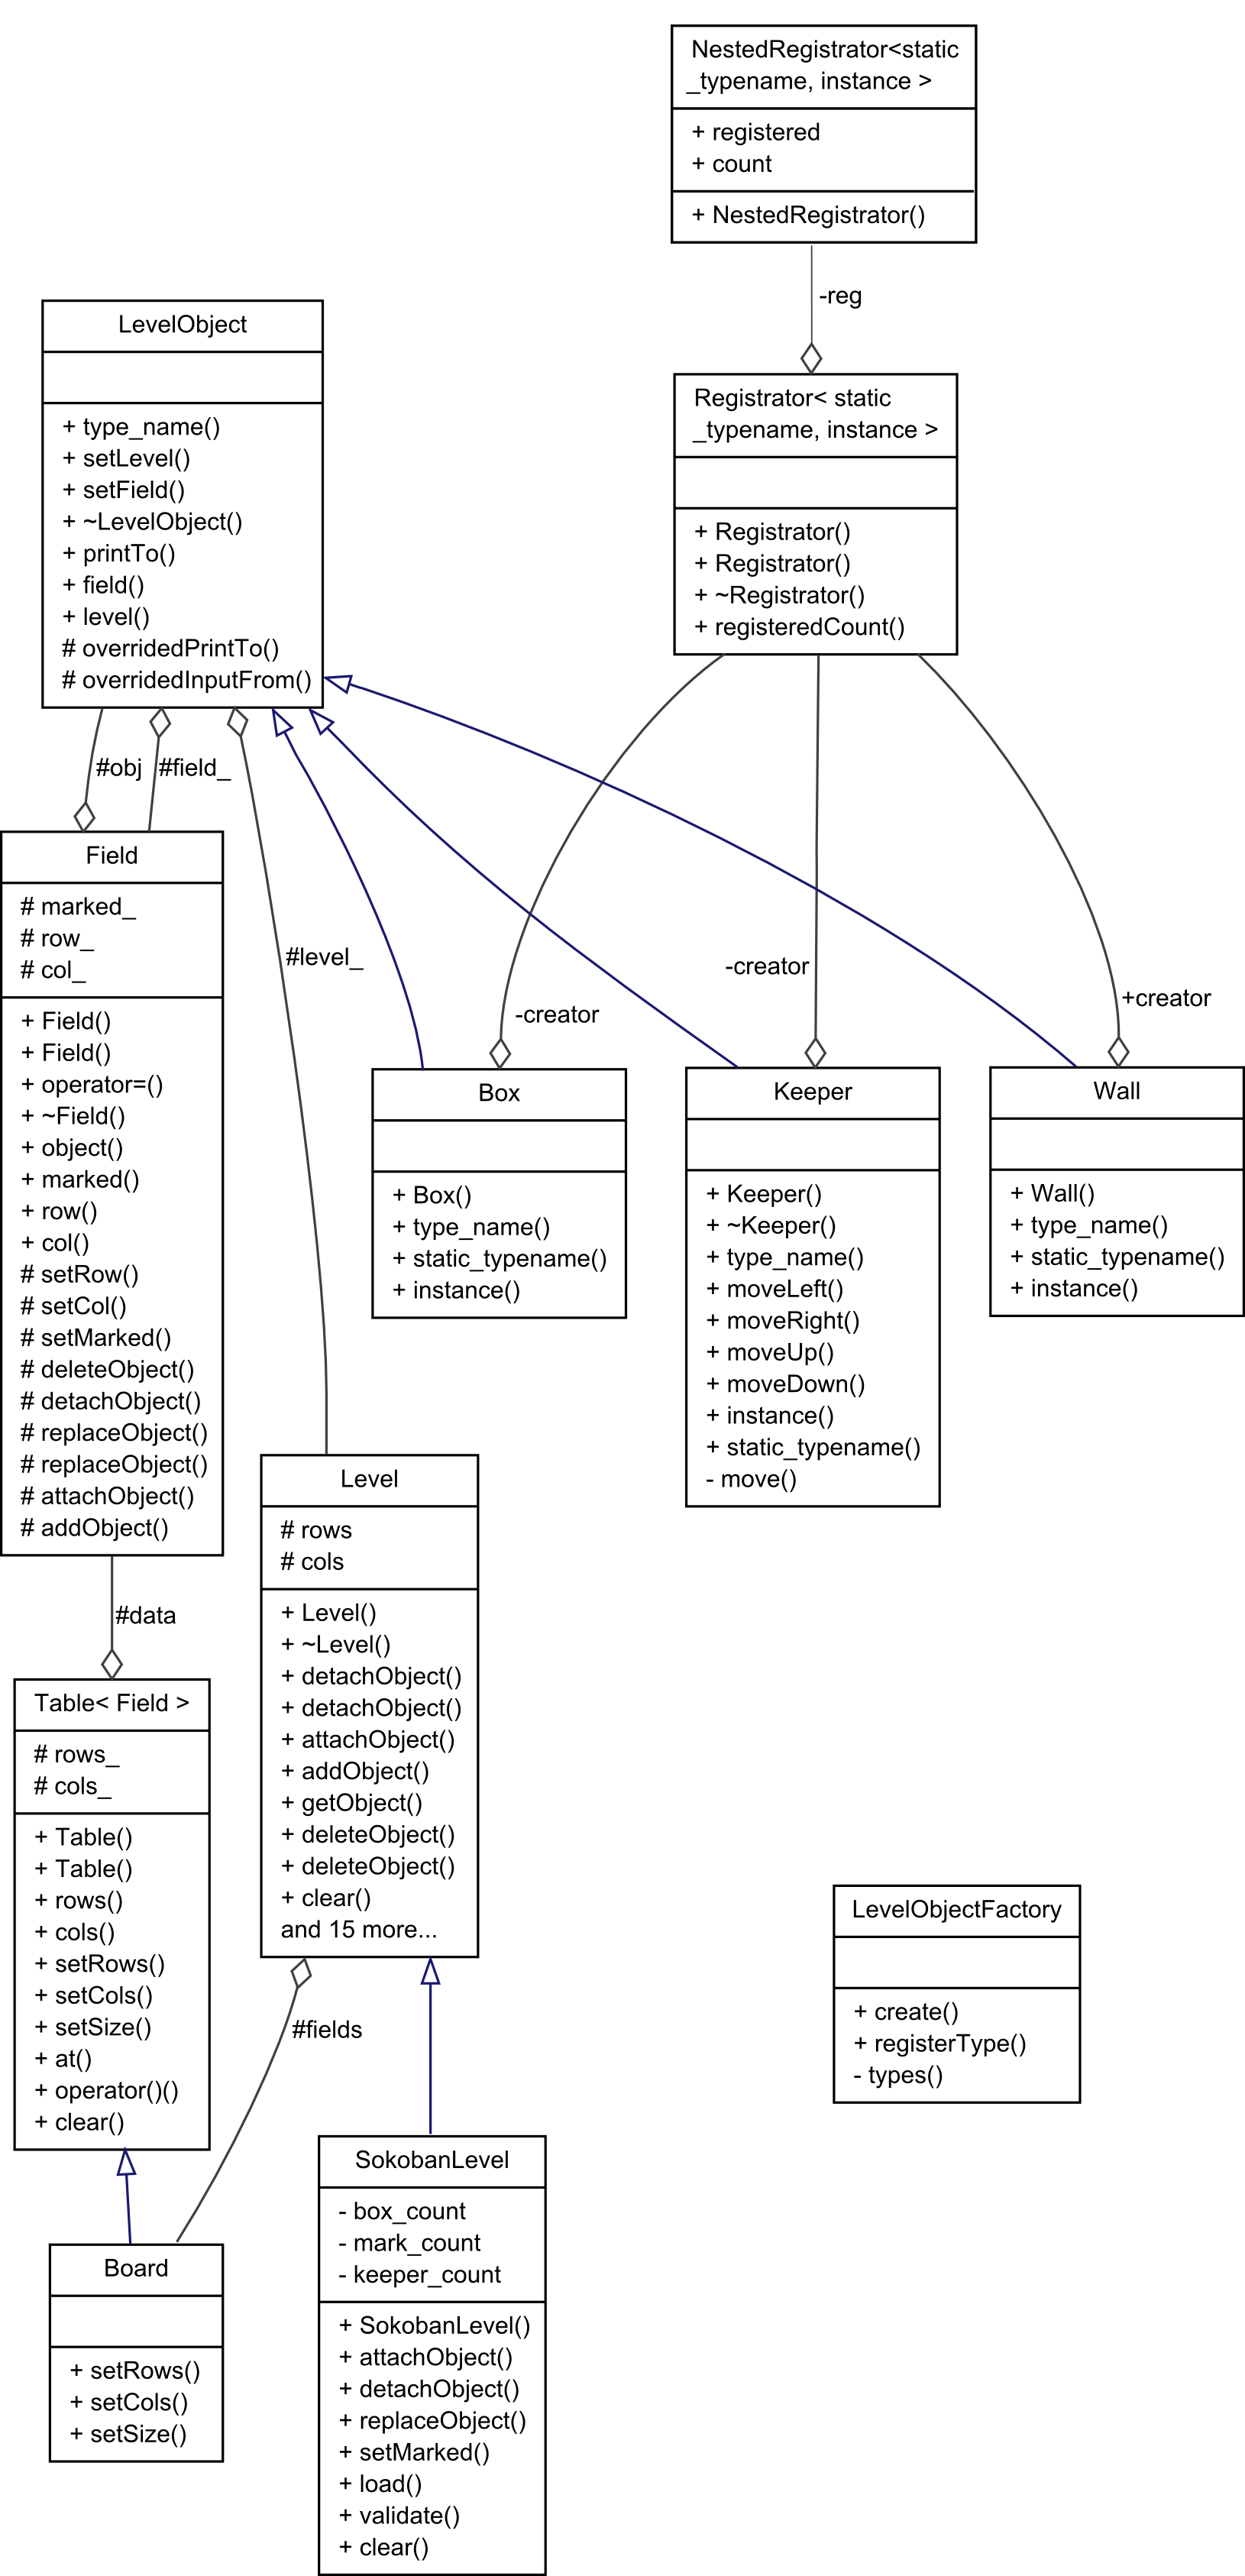 NestedRegistrator<static
_typename, instance >
+ registered
+ count
+ NestedRegistrator()
-reg
LevelObject
+ type_name()
+ setLevel()
+ setField()
+ ~LevelObject()
+ printTo()
+ field()
+ level()
# overridedPrintTo()
# overridedInputFrom()
Registrator< static
_typename, instance >
+ Registrator()
+ Registrator()
+ ~Registrator()
+ registeredCount()
#obj
#field_
#level_
-creator
-creator
+creator
Field
# marked_
# row_
# col_
+ Field()
+ Field()
+ operator=()
+ ~Field()
+ object()
+ marked()
+ row()
+ col()
# setRow()
# setCol()
# setMarked()
# deleteObject()
# detachObject()
# replaceObject()
# replaceObject()
# attachObject()
# addObject()
Box
+ Box()
+ type_name()
+ static_typename()
+ instance()
Keeper
+ Keeper()
+ ~Keeper()
+ type_name()
+ moveLeft()
+ moveRight()
+ moveUp()
+ moveDown()
+ instance()
+ static_typename()
- move()
Wall
+ Wall()
+ type_name()
+ static_typename()
+ instance()
#data
Level
# rows
# cols
+ Level()
+ ~Level()
+ detachObject()
+ detachObject()
+ attachObject()
+ addObject()
+ getObject()
+ deleteObject()
+ deleteObject()
+ clear()
and 15 more...
Table< Field >
# rows_
# cols_
+ Table()
+ Table()
+ rows()
+ cols()
+ setRows()
+ setCols()
+ setSize()
+ at()
+ operator()()
+ clear()
#fields
LevelObjectFactory
+ create()
+ registerType()
- types()
Board
+ setRows()
+ setCols()
+ setSize()
SokobanLevel
- box_count
- mark_count
- keeper_count
+ SokobanLevel()
+ attachObject()
+ detachObject()
+ replaceObject()
+ setMarked()
+ load()
+ validate()
+ clear()